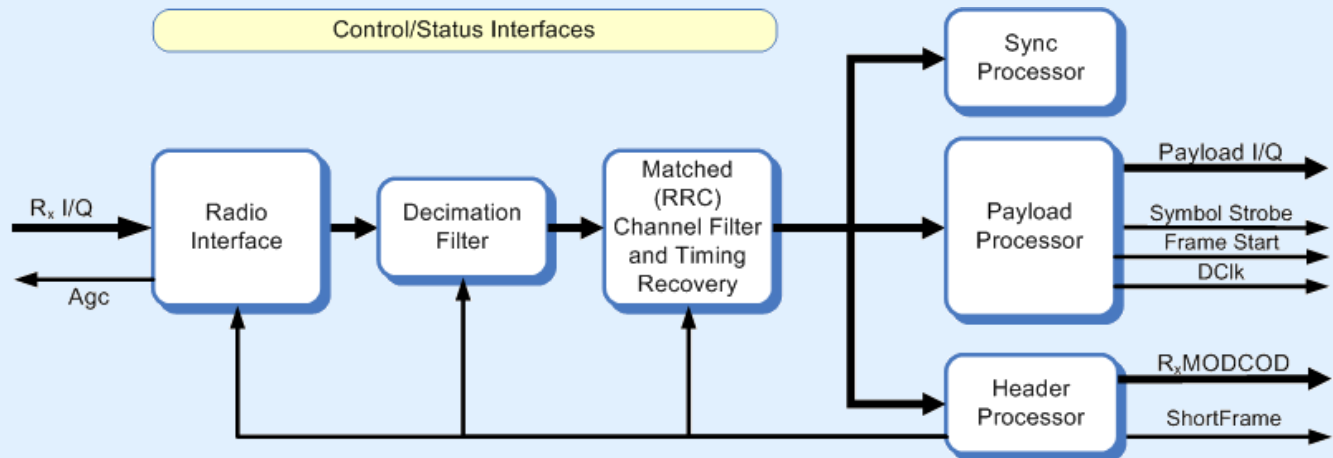 Control/Status Interfaces
Sync
Processor
Rx I/Q
Agc
Radio
Interface
Decimation
Filter
Matched
(RRC)
Channel Filter
and Timing
Recovery
Payload
Processor
Payload I/Q
Symbol Strobe
Frame Start
DClk
Header
Processor
RxMODCOD
ShortFrame